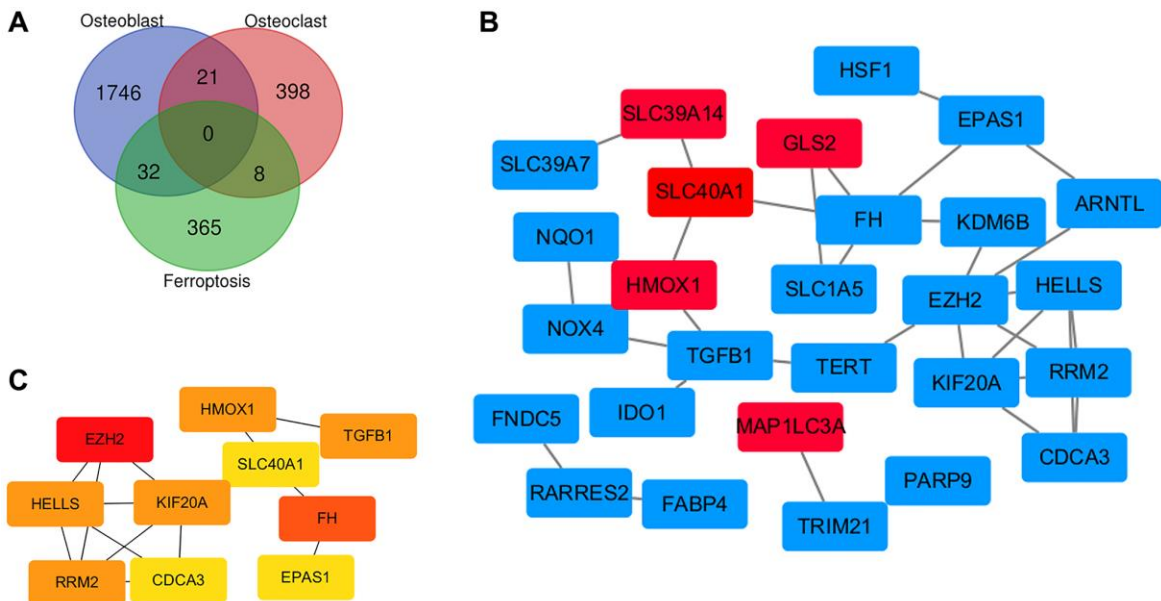 A
Osteoblast
Osteoclast
1746
21
398
0
32
8
365
Ferroptosis
B
HSF1
SLC39A14
EPAS1
GLS2
SLC39A7
SLC40A1
ARNTL
FH
KDM6B
NQO1
HMOX1
SLC1A5
EZH2
HELLS
NOX4
TGFB1
TERT
KIF20A
RRM2
FNDC5
IDO1
MAP1LC3A
CDCA3
PARP9
RARRES2
FABP4
TRIM21
C
HMOX1
EZH2
TGFB1
SLC40A1
HELLS
KIF20A
FH
RRM2
CDCA3
EPAS1